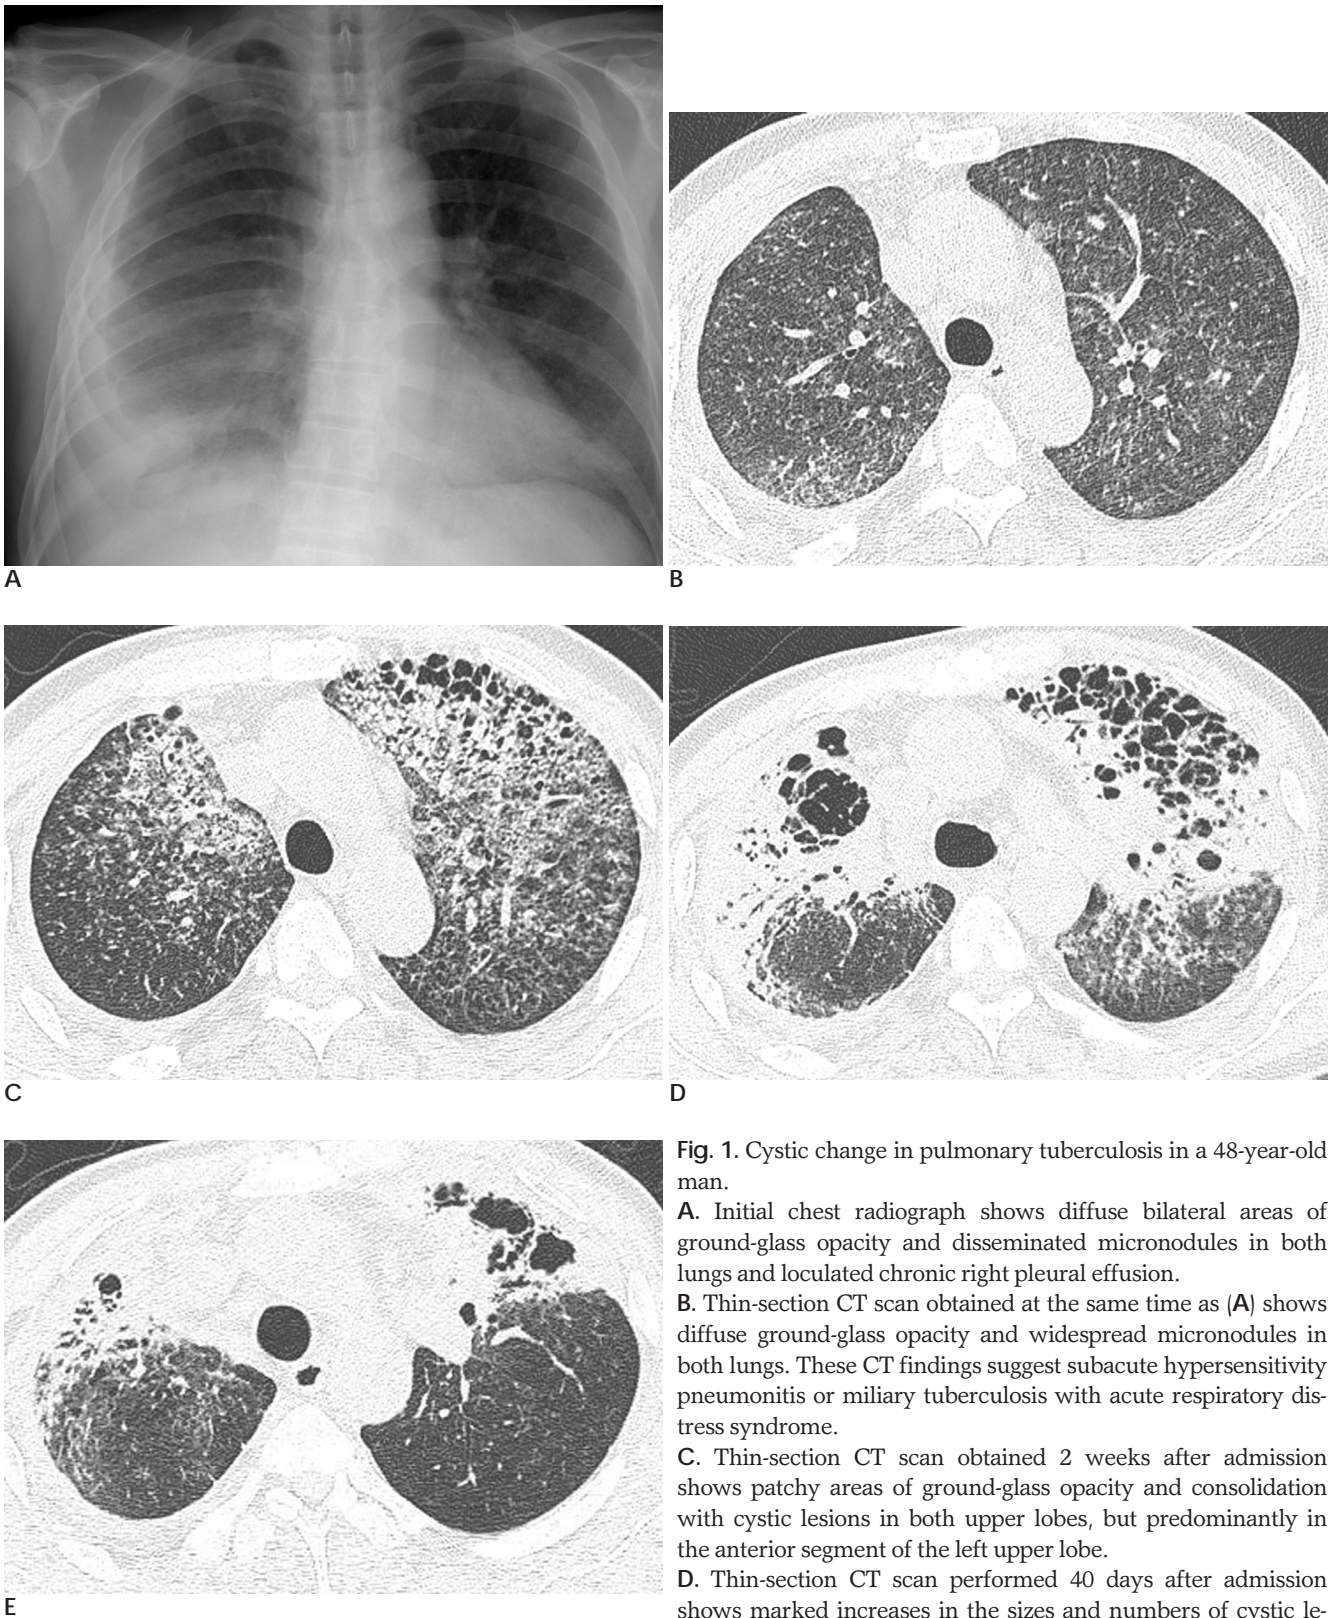 A
B
C
D
E
Fig. 1. Cystic change in pulmonary tuberculosis in a 48-year-old
man.
A. Initial chest radiograph shows diffuse bilateral areas of
ground-glass opacity and disseminated micronodules in both
lungs and loculated chronic right pleural effusion.
B. Thin-section CT scan obtained at the same time as (A) shows
diffuse ground-glass opacity and widespread micronodules in
both lungs. These CT findings suggest subacute hypersensitivity
pneumonitis or miliary tuberculosis with acute respiratory dis-
tress syndrome.
C. Thin-section CT scan obtained 2 weeks after admission
shows patchy areas of ground-glass opacity and consolidation
with cystic lesions in both upper lobes, but predominantly in
the anterior segment of the left upper lobe.
D. Thin-section CT scan performed 40 days after admission
shows marked increases in the sizes and numbers of cystic le-